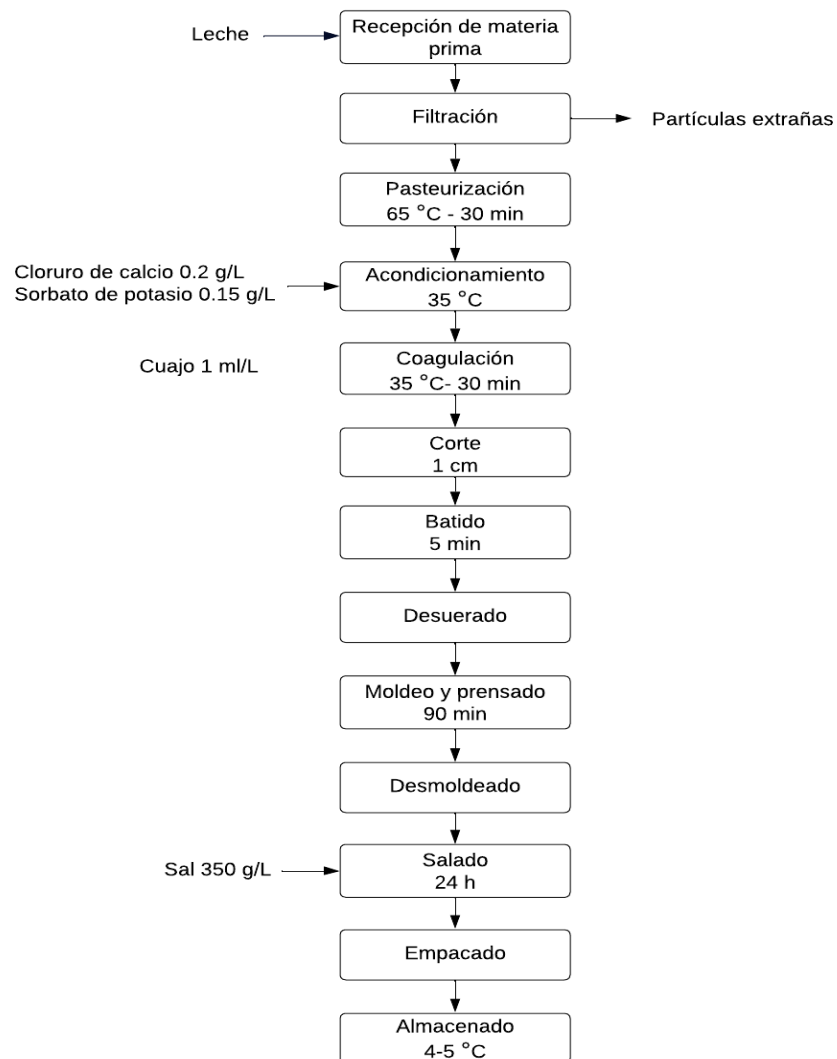 Leche
Recepción de materia
prima
Filtración
Partículas extrañas
Pasteurización
65 °C - 30 min
Cloruro de calcio 0.2 g/L
Sorbato de potasio 0.15 g/L
Acondicionamiento
35 °C
Cuajo 1 ml/L
Coagulación
35 °C- 30 min
Corte
1 cm
Batido
5 min
Desuerado
Moldeo y prensado
90 min
Desmoldeado
Sal 350 g/L
Salado
24 h
Empacado
Almacenado
4-5 °C